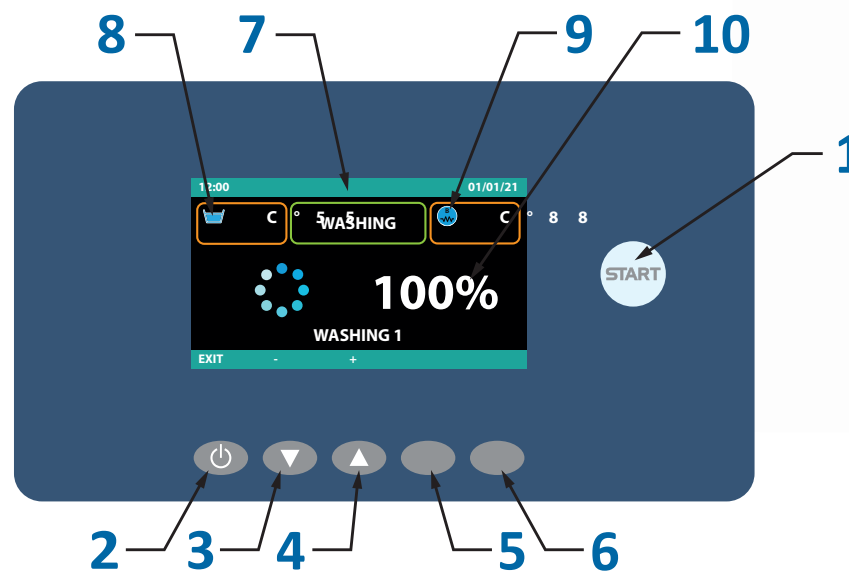 8 7 9 10
1
12:00 01/01/21
C ° 5 5 WASHING C ° 8 8
START
100%
WASHING 1
EXIT - +
2 3 4 5 6